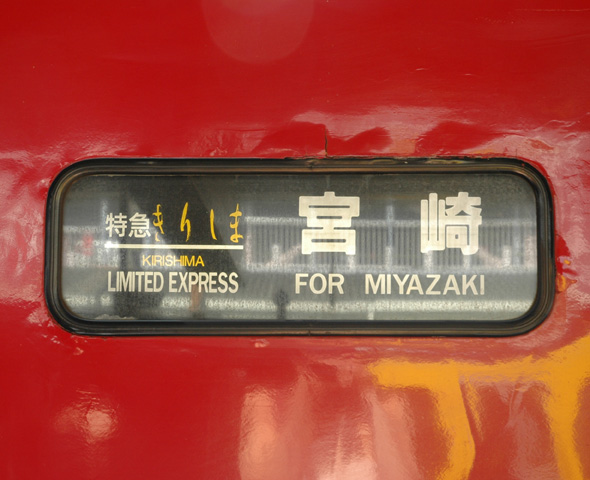 特急きりしま
KIRISHIMA
LIMITED EXPRESS
宮崎
FOR MIYAZAKI